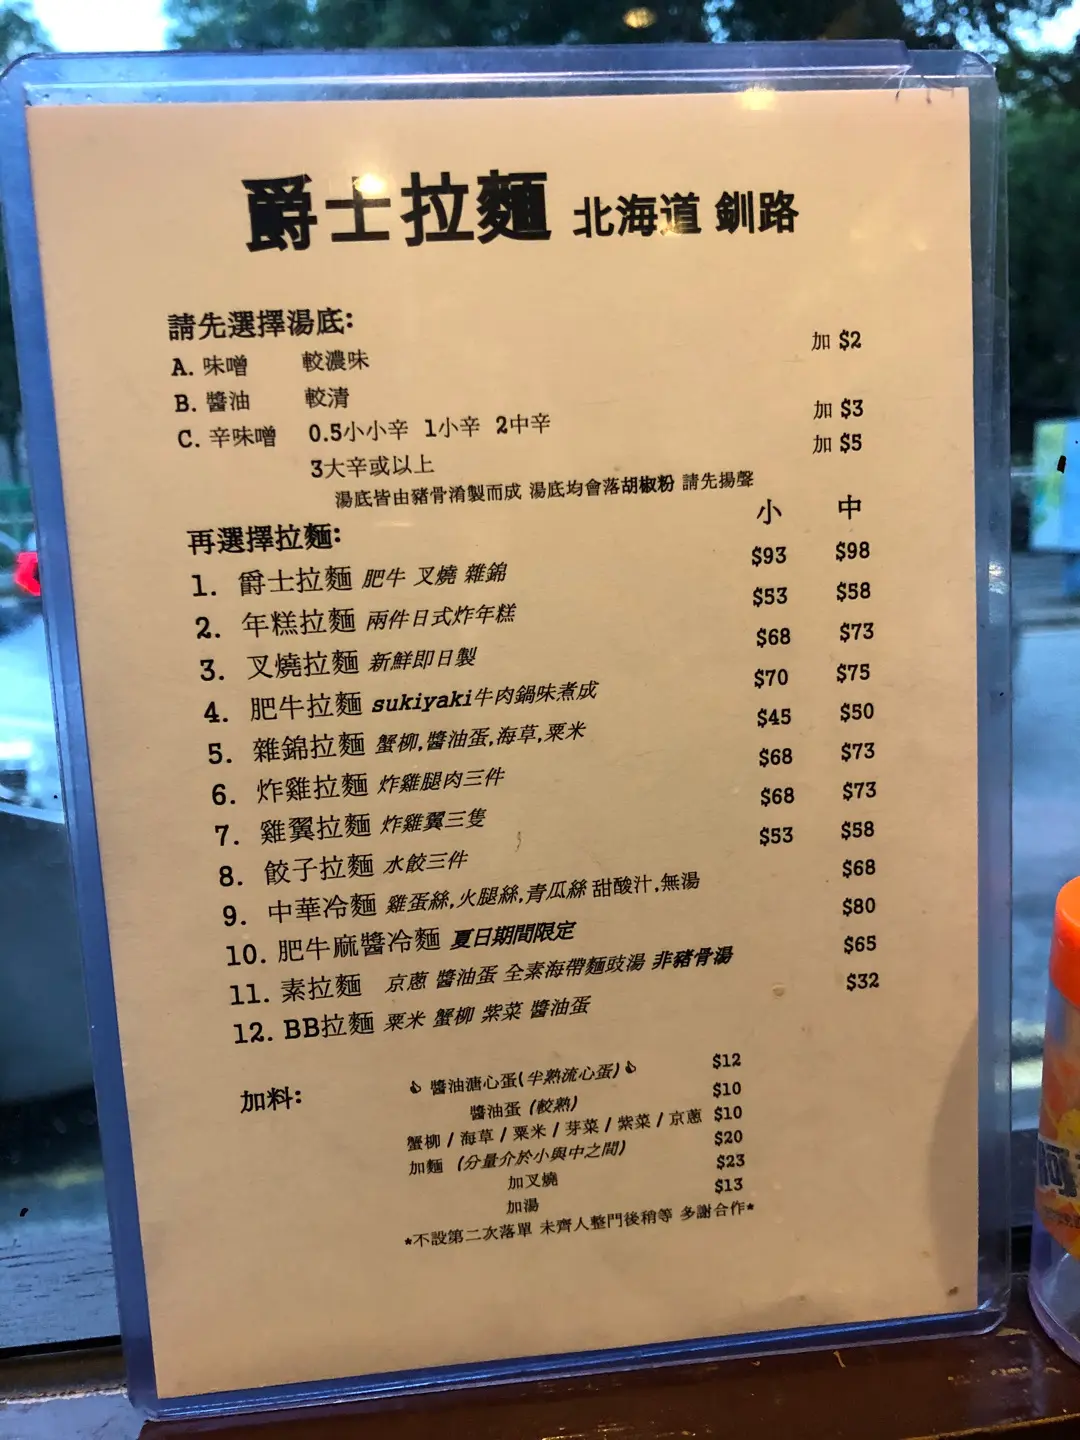 爵士拉麵 北海道 釧路
請先選擇湯底:
A. 味噌 較濃味 加 $2
B. 醬油 較清
C. 辛味噌 0.5小小辛 1小辛 2中辛 加 $3
3大辛或以上 加 $5
湯底皆由豬骨淆製而成 湯底均會落胡椒粉 請先揚聲
再選擇拉麵: 小 中
1. 爵士拉麵 肥牛 叉燒 雜錦 $93 $98
2. 年糕拉麵 兩件日式炸年糕 $53 $58
3. 叉燒拉麵 新鮮即日製 $68 $73
4. 肥牛拉麵 sukiyaki牛肉鍋味煮成 $70 $75
5. 雜錦拉麵 蟹柳,醬油蛋,海草,粟米 $45 $50
6. 炸雞拉麵 炸雞腿肉三件 $68 $73
7. 雞翼拉麵 炸雞翼三隻 $68 $73
8. 餃子拉麵 水餃三件 $53 $58
9. 中華冷麵 雞蛋絲,火腿絲,青瓜絲 甜酸汁,無湯 $68
10. 肥牛麻醬冷麵 夏日期間限定 $80
11. 素拉麵 京蔥 醬油蛋 全素海帶麵豉湯 非豬骨湯 $65
12. BB拉麵 粟米 蟹柳 紫菜 醬油蛋 $32
加料: 醬油溏心蛋(半熟流心蛋) $12
醬油蛋 (較熟) $10
蟹柳 / 海草 / 粟米 / 芽菜 / 紫菜 / 京蔥 $10
加麵 (分量介於小與中之間) $20
加叉燒 $23
加湯 $13
*不設第二次落單 未齊人整門後稍等 多謝合作*